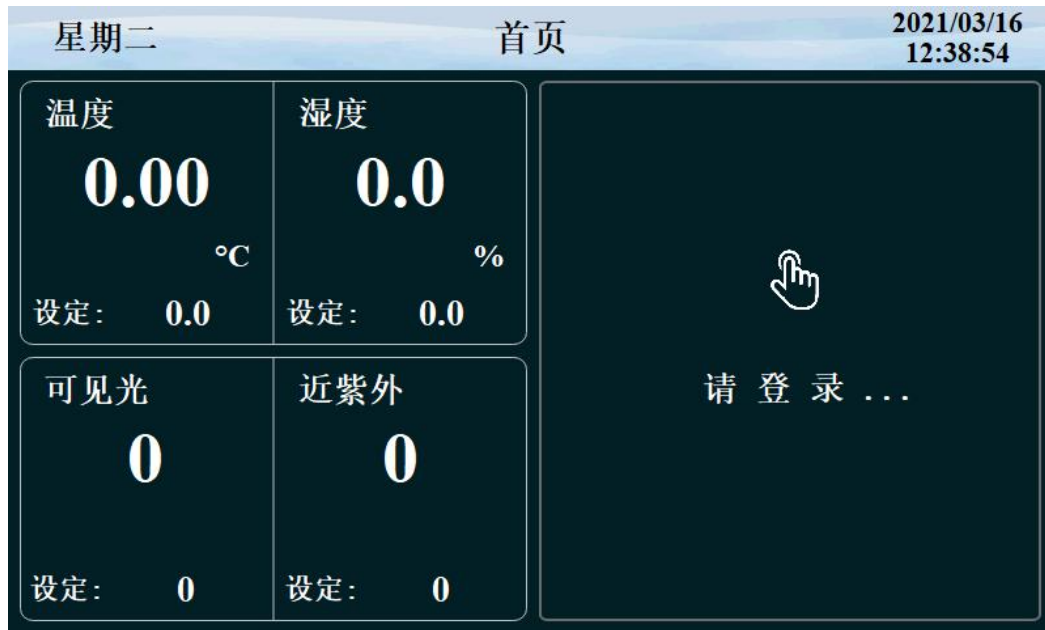 星期二
首页
2021/03/16
12:38:54
温度
0.00
°C
设定: 0.0
湿度
0.0
%
设定: 0.0
可见光
0
设定: 0
近紫外
0
设定: 0
请登录...